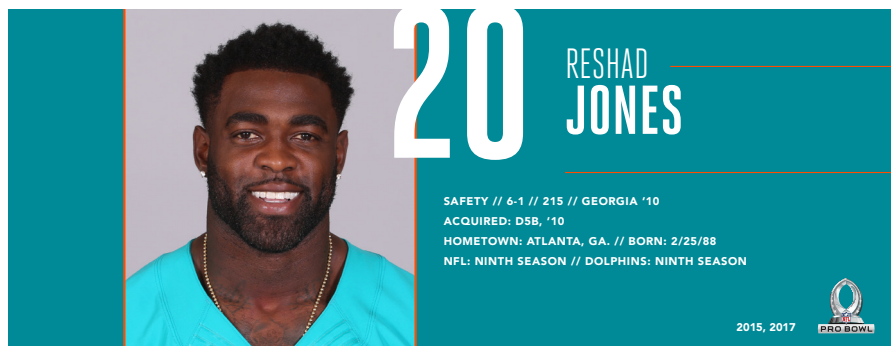 20
RESHAD
JONES
SAFETY // 6-1 // 215 // GEORGIA ‘10
ACQUIRED: D5B, ‘10
HOMETOWN: ATLANTA, GA. // BORN: 2/25/88
NFL: NINTH SEASON // DOLPHINS: NINTH SEASON
2015, 2017
NFL
PRO BOWL